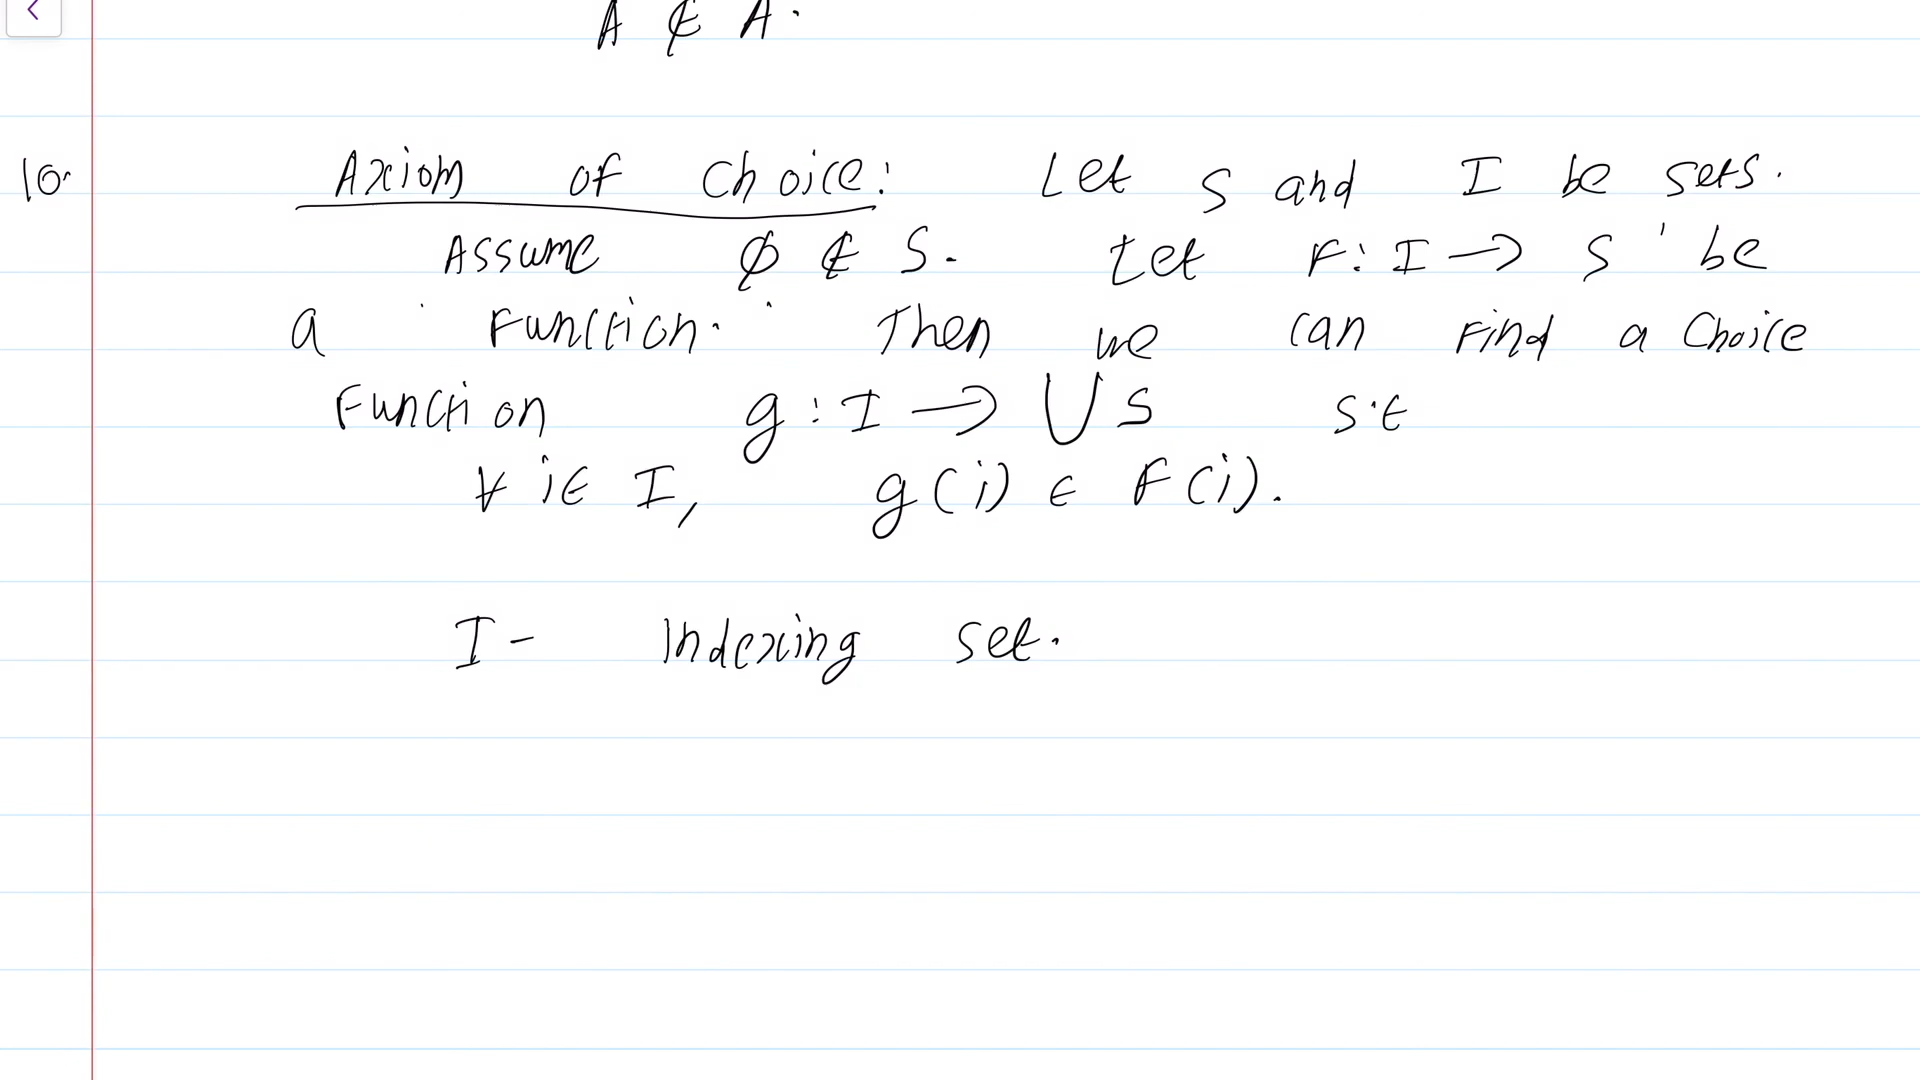 A ∉ A.
10. Axiom of Choice: Let S and I be sets.
Assume ∅ ∉ S. Let F: I → S be
a Function. Then we can Find a Choice
Function g : I → ∪ S s.t
∀ i ∈ I, g(i) ∈ F(i).
I - Indexing set.